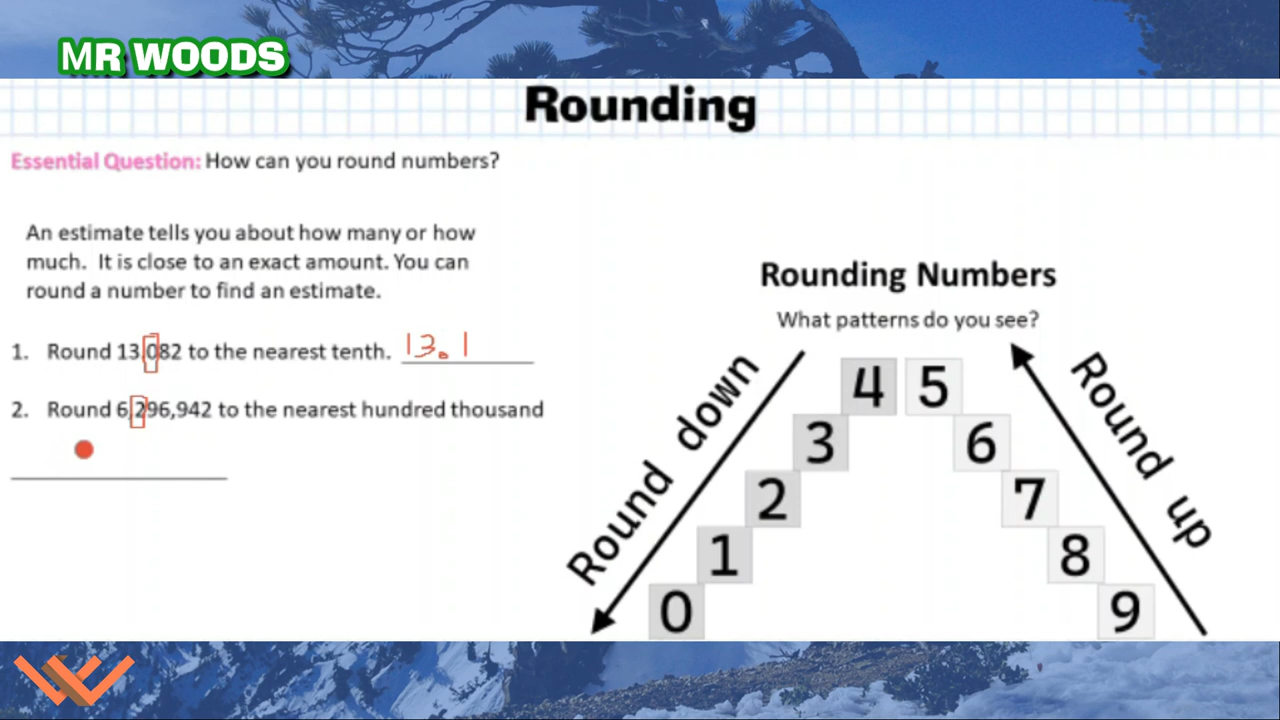 MR WOODS
Rounding
Essential Question: How can you round numbers?
An estimate tells you about how many or how
much. It is close to an exact amount. You can
round a number to find an estimate.
1. Round 13.082 to the nearest tenth. 13.1
2. Round 6,296,942 to the nearest hundred thousand
Rounding Numbers
What patterns do you see?
Round down
Round up
4 5
3 6
2 7
1 8
0 9